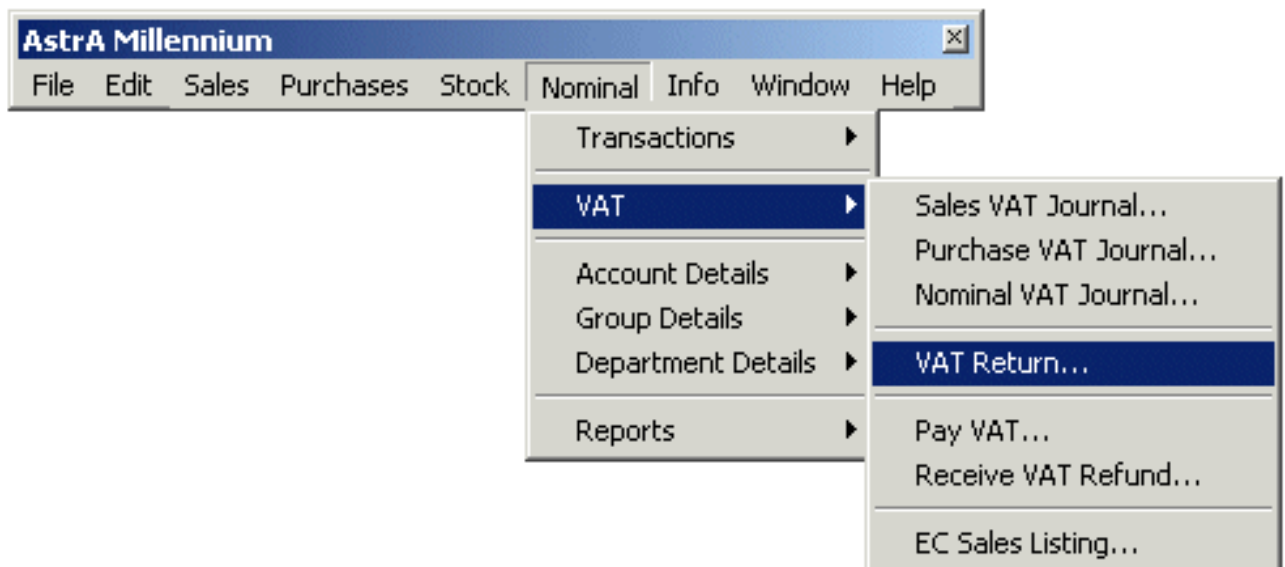 AstrA Millennium
File Edit Sales Purchases Stock Nominal Info Window Help
Transactions
VAT
Account Details
Group Details
Department Details
Reports
Sales VAT Journal...
Purchase VAT Journal...
Nominal VAT Journal...
VAT Return...
Pay VAT...
Receive VAT Refund...
EC Sales Listing...